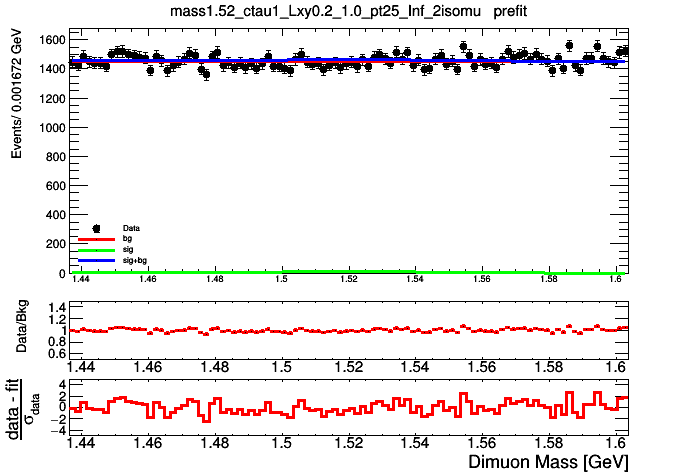 mass1.52_ctau1_Lxy0.2_1.0_pt25_Inf_2isomu prefit
Events/ 0.001672 GeV
1600
1400
1200
1000
800
600
400
200
0
Data
bg
sig
sig+bg
1.44 1.46 1.48 1.5 1.52 1.54 1.56 1.58 1.6
Data/Bkg
1.4
1.2
1
0.8
0.6
1.44 1.46 1.48 1.5 1.52 1.54 1.56 1.58 1.6
data - fit
σdata
4
2
0
−2
−4
1.44 1.46 1.48 1.5 1.52 1.54 1.56 1.58 1.6
Dimuon Mass [GeV]